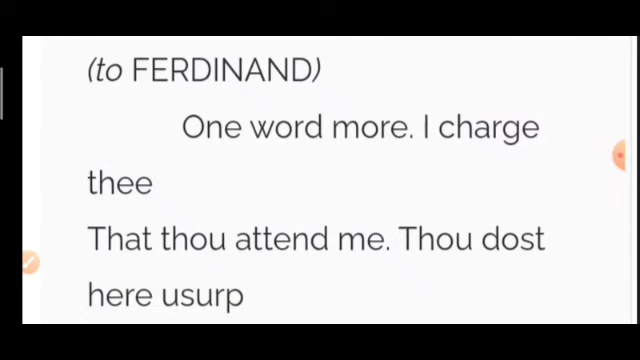 (to FERDINAND)
One word more. I charge
thee
That thou attend me. Thou dost
here usurp